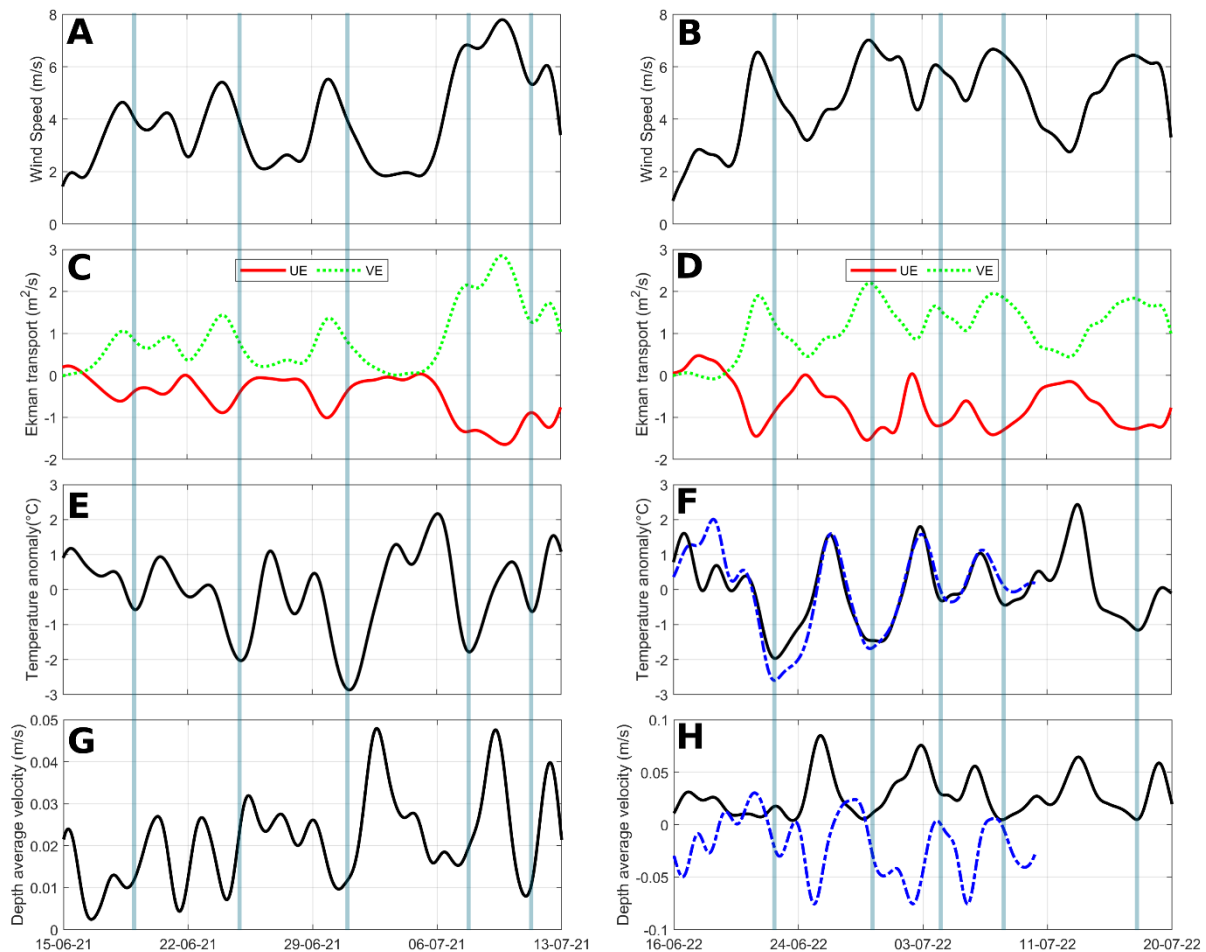 A
Wind Speed (m/s)
8
6
4
2
0
B
Wind Speed (m/s)
8
6
4
2
0
C
UE VE
Ekman transport (m²/s)
3
2
1
0
-1
-2
D
UE VE
Ekman transport (m²/s)
3
2
1
0
-1
-2
E
Temperature anomaly(°C)
3
2
1
0
-1
-2
-3
F
Temperature anomaly(°C)
3
2
1
0
-1
-2
-3
G
Depth average velocity (m/s)
0.05
0.04
0.03
0.02
0.01
0
15-06-21 22-06-21 29-06-21 06-07-21 13-07-21
H
Depth average velocity (m/s)
0.1
0.05
0
-0.05
-0.1
16-06-22 24-06-22 03-07-22 11-07-22 20-07-22